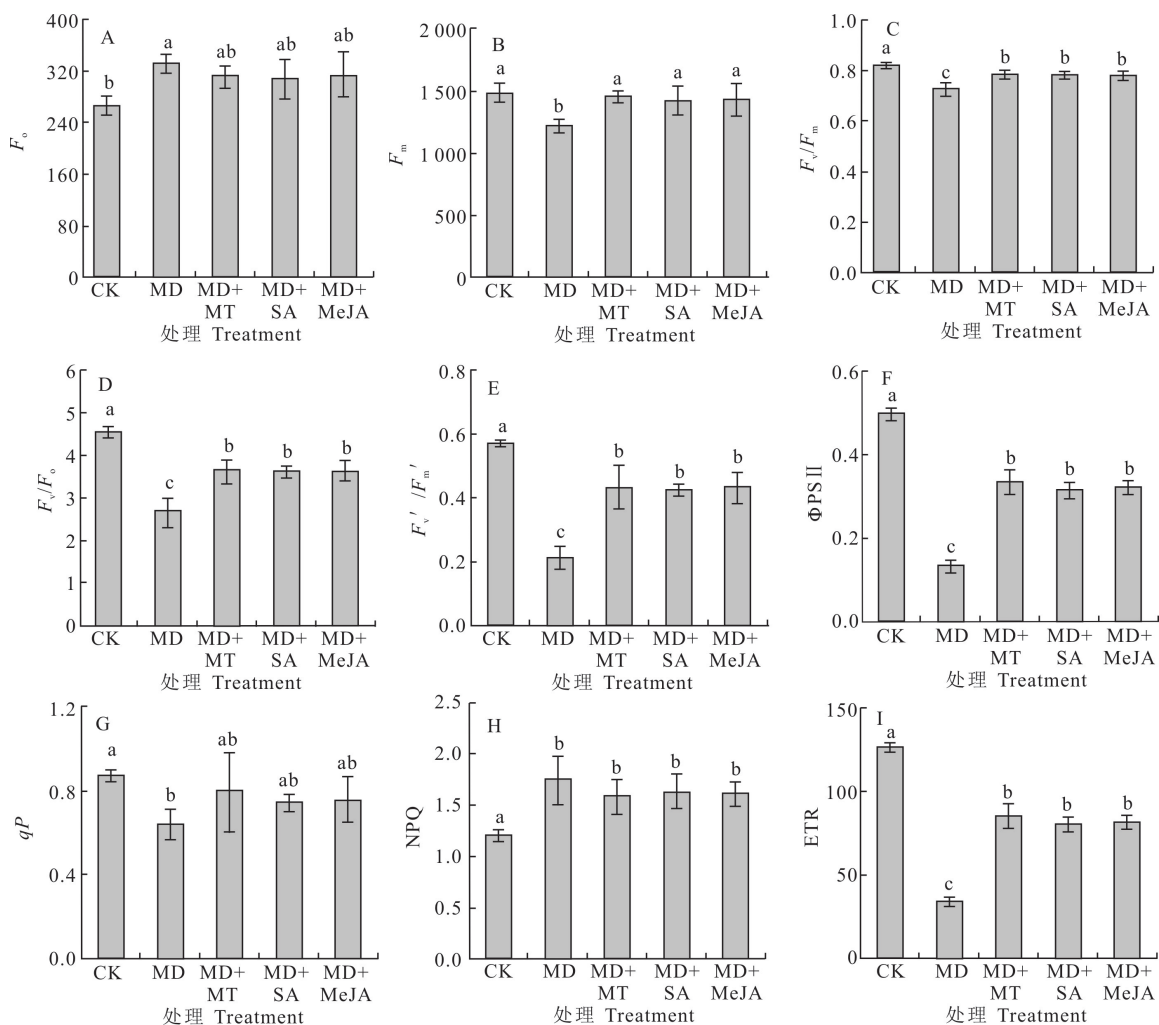 A
400
320
240
160
80
0
Fo
b
a
ab
ab
ab
CK
MD
MD+
MT
MD+
SA
MD+
MeJA
处理 Treatment
B
2 000
1 500
1 000
500
0
Fm
a
b
a
a
a
CK
MD
MD+
MT
MD+
SA
MD+
MeJA
处理 Treatment
C
1.0
0.8
0.6
0.4
0.2
0.0
Fv/Fm
a
c
b
b
b
CK
MD
MD+
MT
MD+
SA
MD+
MeJA
处理 Treatment
D
6
5
4
3
2
1
0
Fv/Fo
a
c
b
b
b
CK
MD
MD+
MT
MD+
SA
MD+
MeJA
处理 Treatment
E
0.8
0.6
0.4
0.2
0.0
Fv′/Fm′
a
c
b
b
b
CK
MD
MD+
MT
MD+
SA
MD+
MeJA
处理 Treatment
F
0.6
0.4
0.2
0.0
ΦPSⅡ
a
c
b
b
b
CK
MD
MD+
MT
MD+
SA
MD+
MeJA
处理 Treatment
G
1.2
0.8
0.4
0.0
qP
a
b
ab
ab
ab
CK
MD
MD+
MT
MD+
SA
MD+
MeJA
处理 Treatment
H
2.5
2.0
1.5
1.0
0.5
0.0
NPQ
a
b
b
b
b
CK
MD
MD+
MT
MD+
SA
MD+
MeJA
处理 Treatment
I
150
100
50
0
ETR
a
c
b
b
b
CK
MD
MD+
MT
MD+
SA
MD+
MeJA
处理 Treatment